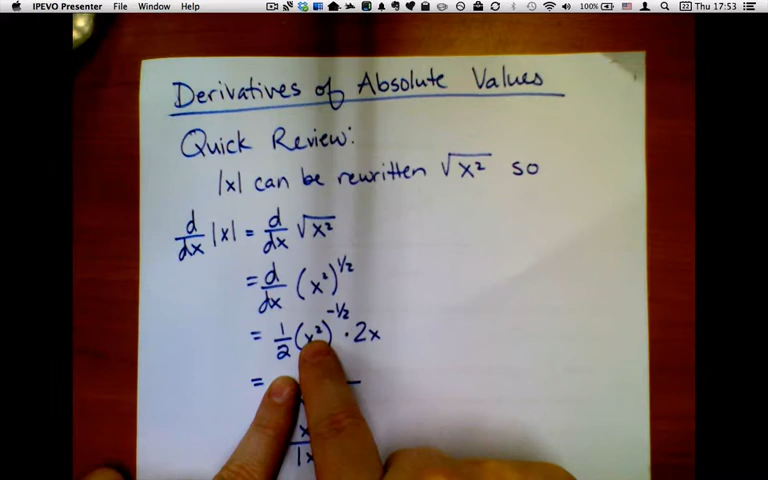 IPEVO Presenter File Window Help 100% 22 Thu 17:53
Derivatives of Absolute Values
Quick Review:
|x| can be rewritten √x² so
d/dx |x| = d/dx √x²
= d/dx (x²)^1/2
= 1/2 (x²)^-1/2 · 2x
=
x
|x